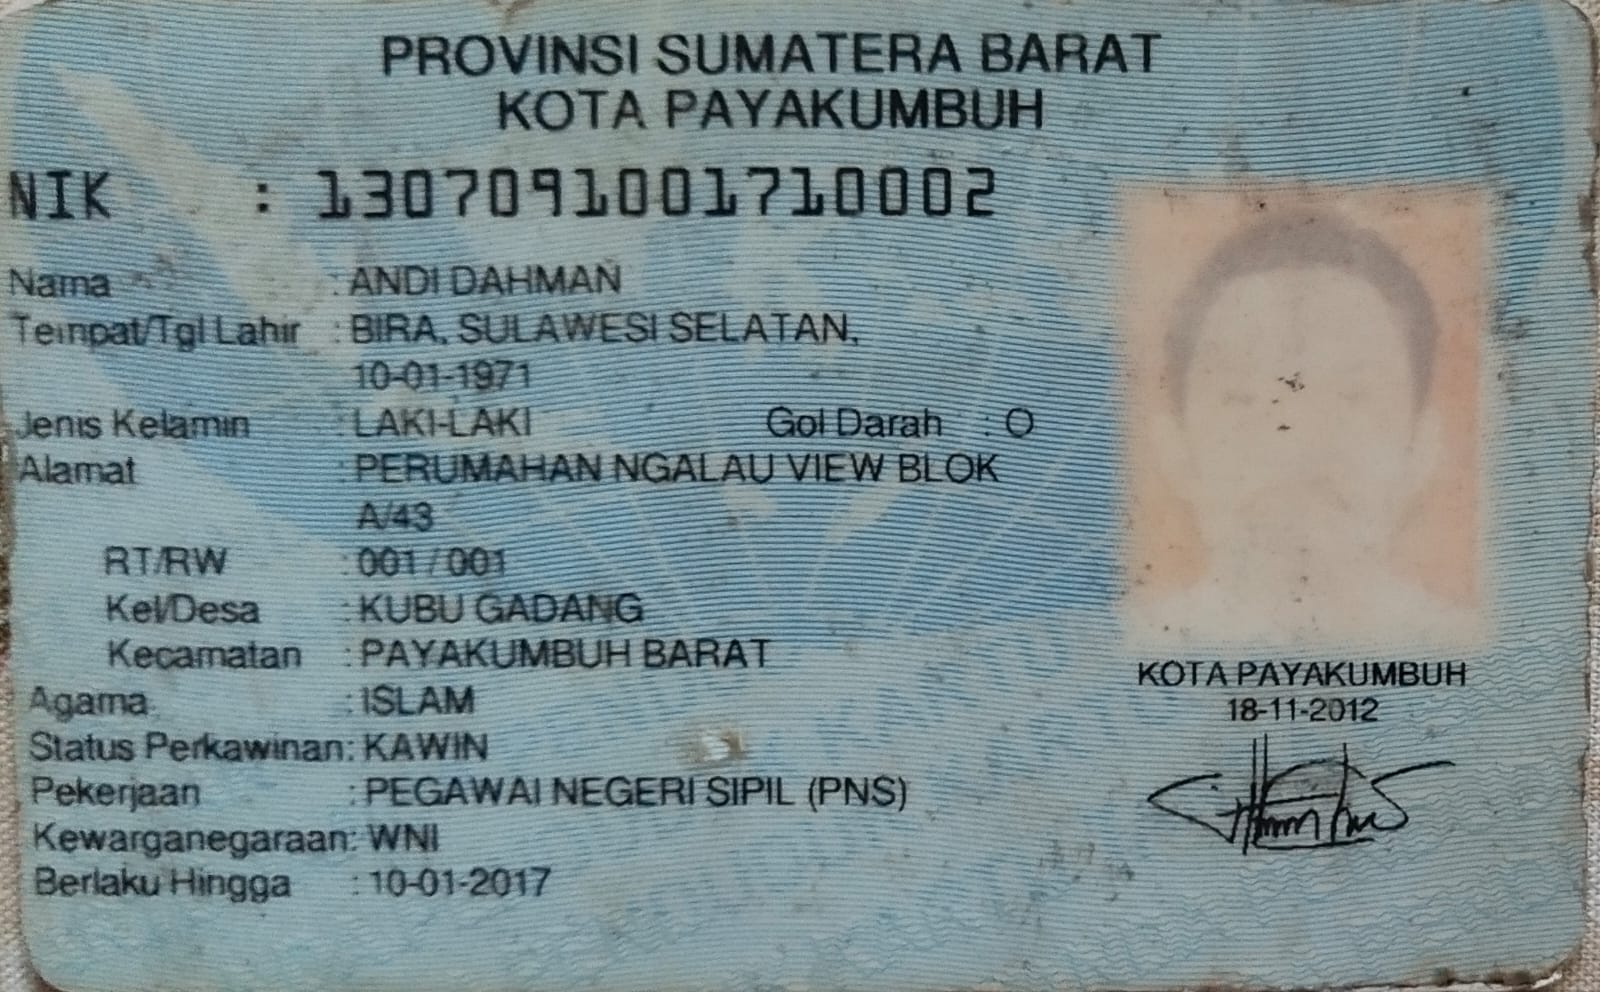 PROVINSI SUMATERA BARAT
KOTA PAYAKUMBUH
NIK : 1307091001710002
Nama : ANDI DAHMAN
Tempat/Tgl Lahir : BIRA, SULAWESI SELATAN,
10-01-1971
Jenis Kelamin : LAKI-LAKI Gol Darah : O
Alamat : PERUMAHAN NGALAU VIEW BLOK
A/43
RT/RW : 001 / 001
Kel/Desa : KUBU GADANG
Kecamatan : PAYAKUMBUH BARAT
Agama : ISLAM
Status Perkawinan: KAWIN
Pekerjaan : PEGAWAI NEGERI SIPIL (PNS)
Kewarganegaraan: WNI
Berlaku Hingga : 10-01-2017
KOTA PAYAKUMBUH
18-11-2012